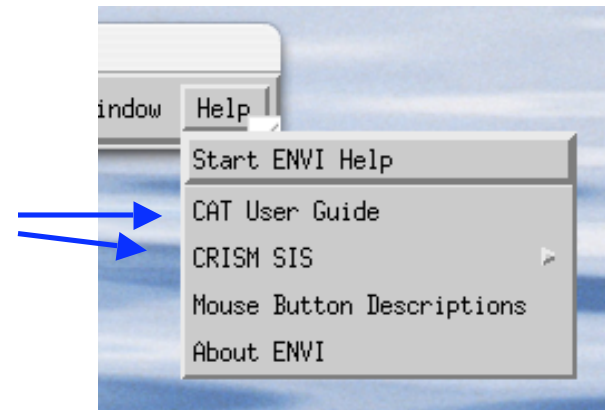 indow Help
Start ENVI Help
CAT User Guide
CRISM SIS
Mouse Button Descriptions
About ENVI